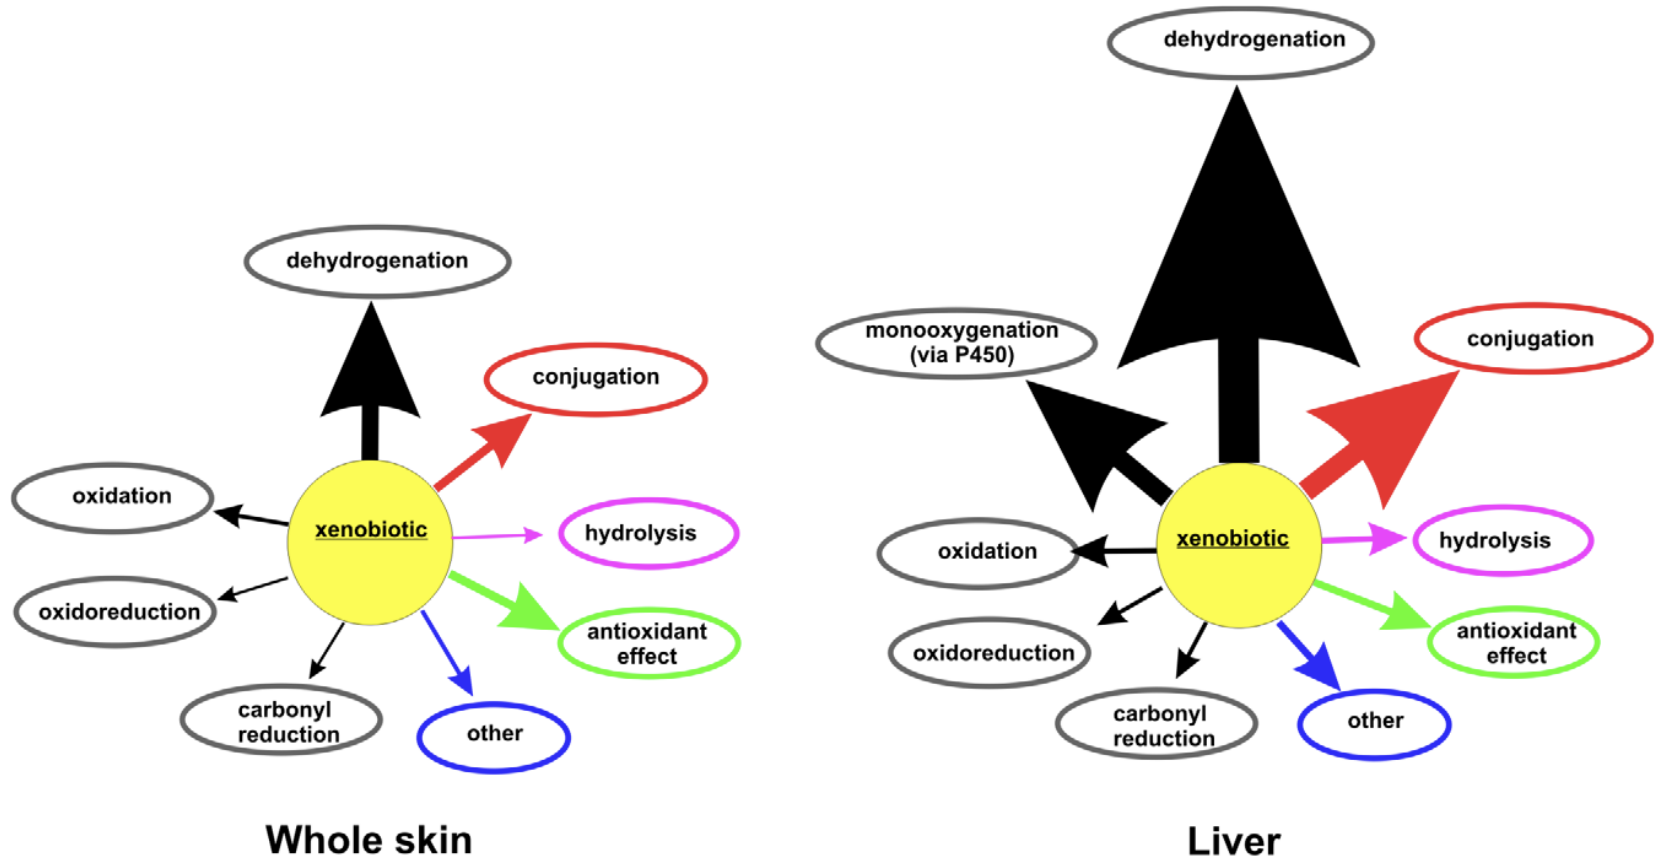 dehydrogenation
conjugation
oxidation
xenobiotic
hydrolysis
oxidoreduction
antioxidant
effect
carbonyl
reduction
other
Whole skin
dehydrogenation
monooxygenation
(via P450)
conjugation
oxidation
xenobiotic
hydrolysis
oxidoreduction
antioxidant
effect
carbonyl
reduction
other
Liver